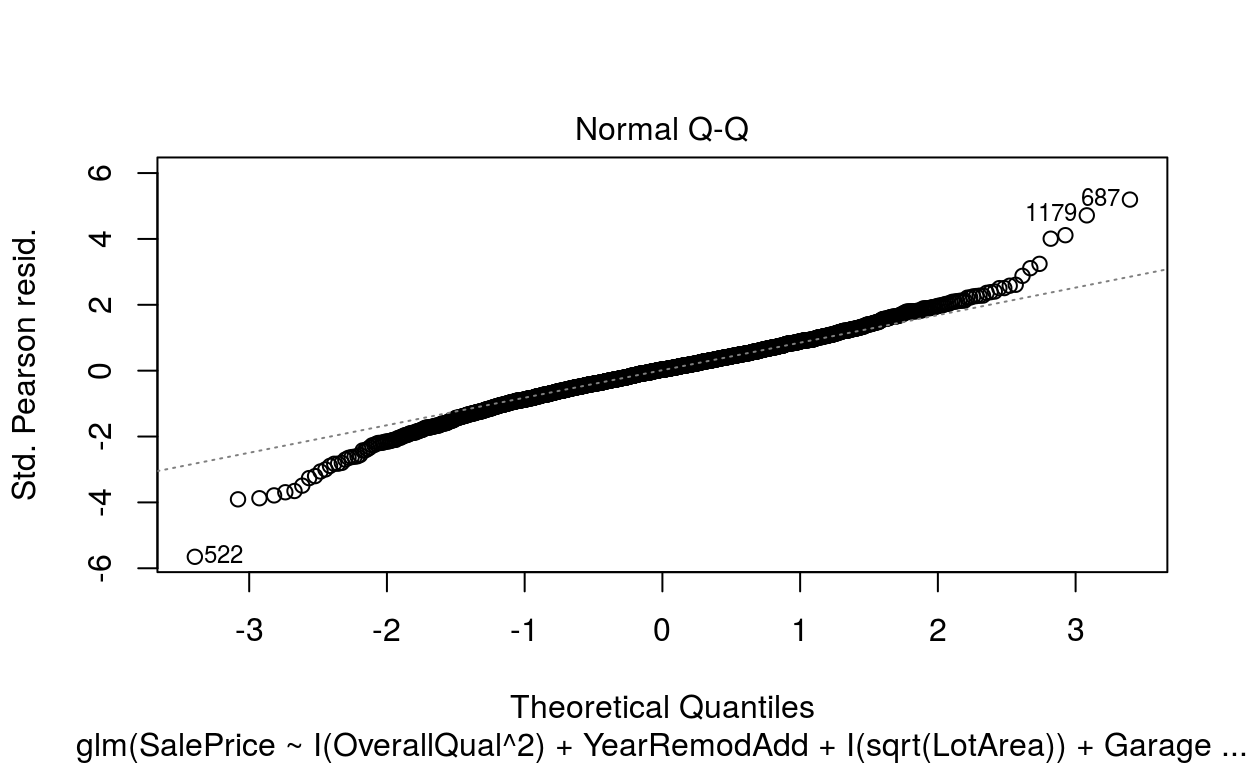 Normal Q-Q
Std. Pearson resid.
6
4
2
0
-2
-4
-6
687
1179
522
-3 -2 -1 0 1 2 3
Theoretical Quantiles
glm(SalePrice ~ I(OverallQual^2) + YearRemodAdd + I(sqrt(LotArea)) + Garage ...